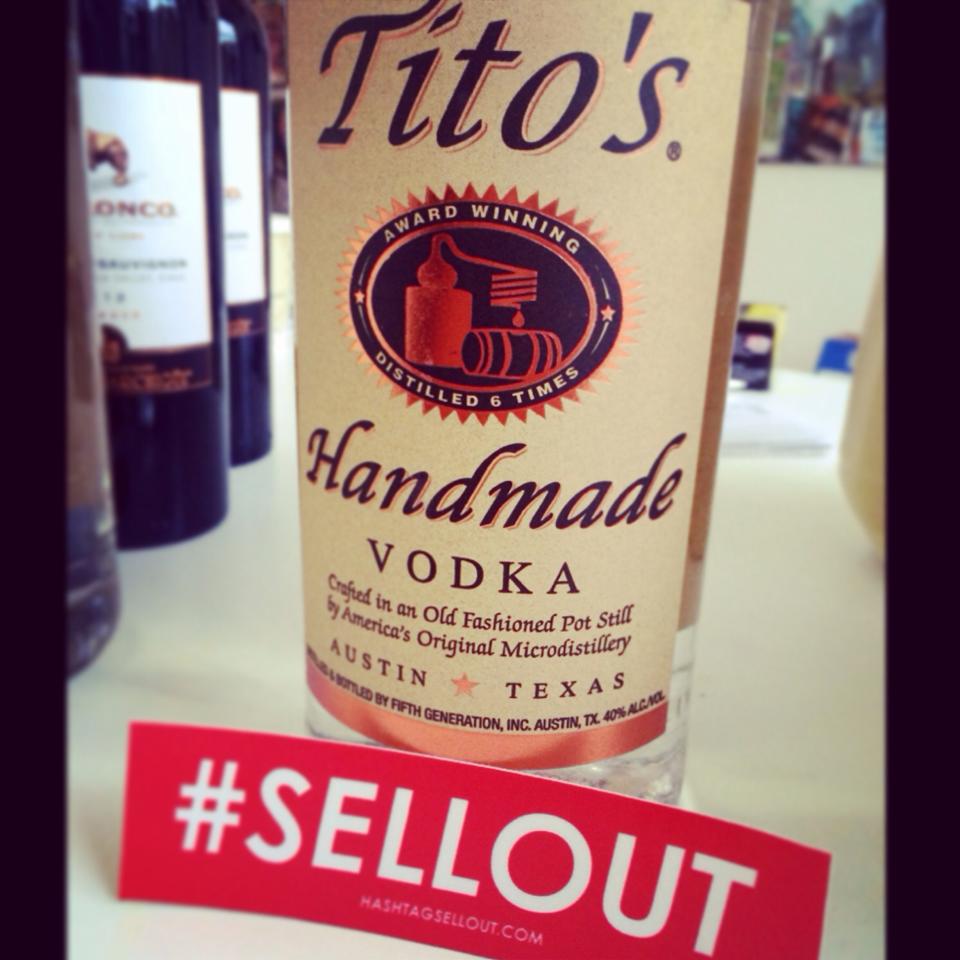 Tito's®
AWARD WINNING
DISTILLED 6 TIMES
Handmade
VODKA
Crafted in an Old Fashioned Pot Still
by America's Original Microdistillery
AUSTIN ★ TEXAS
& BOTTLED BY FIFTH GENERATION, INC. AUSTIN, TX. 40% ALC./VOL.
#SELLOUT
HASHTAGSELLOUT.COM